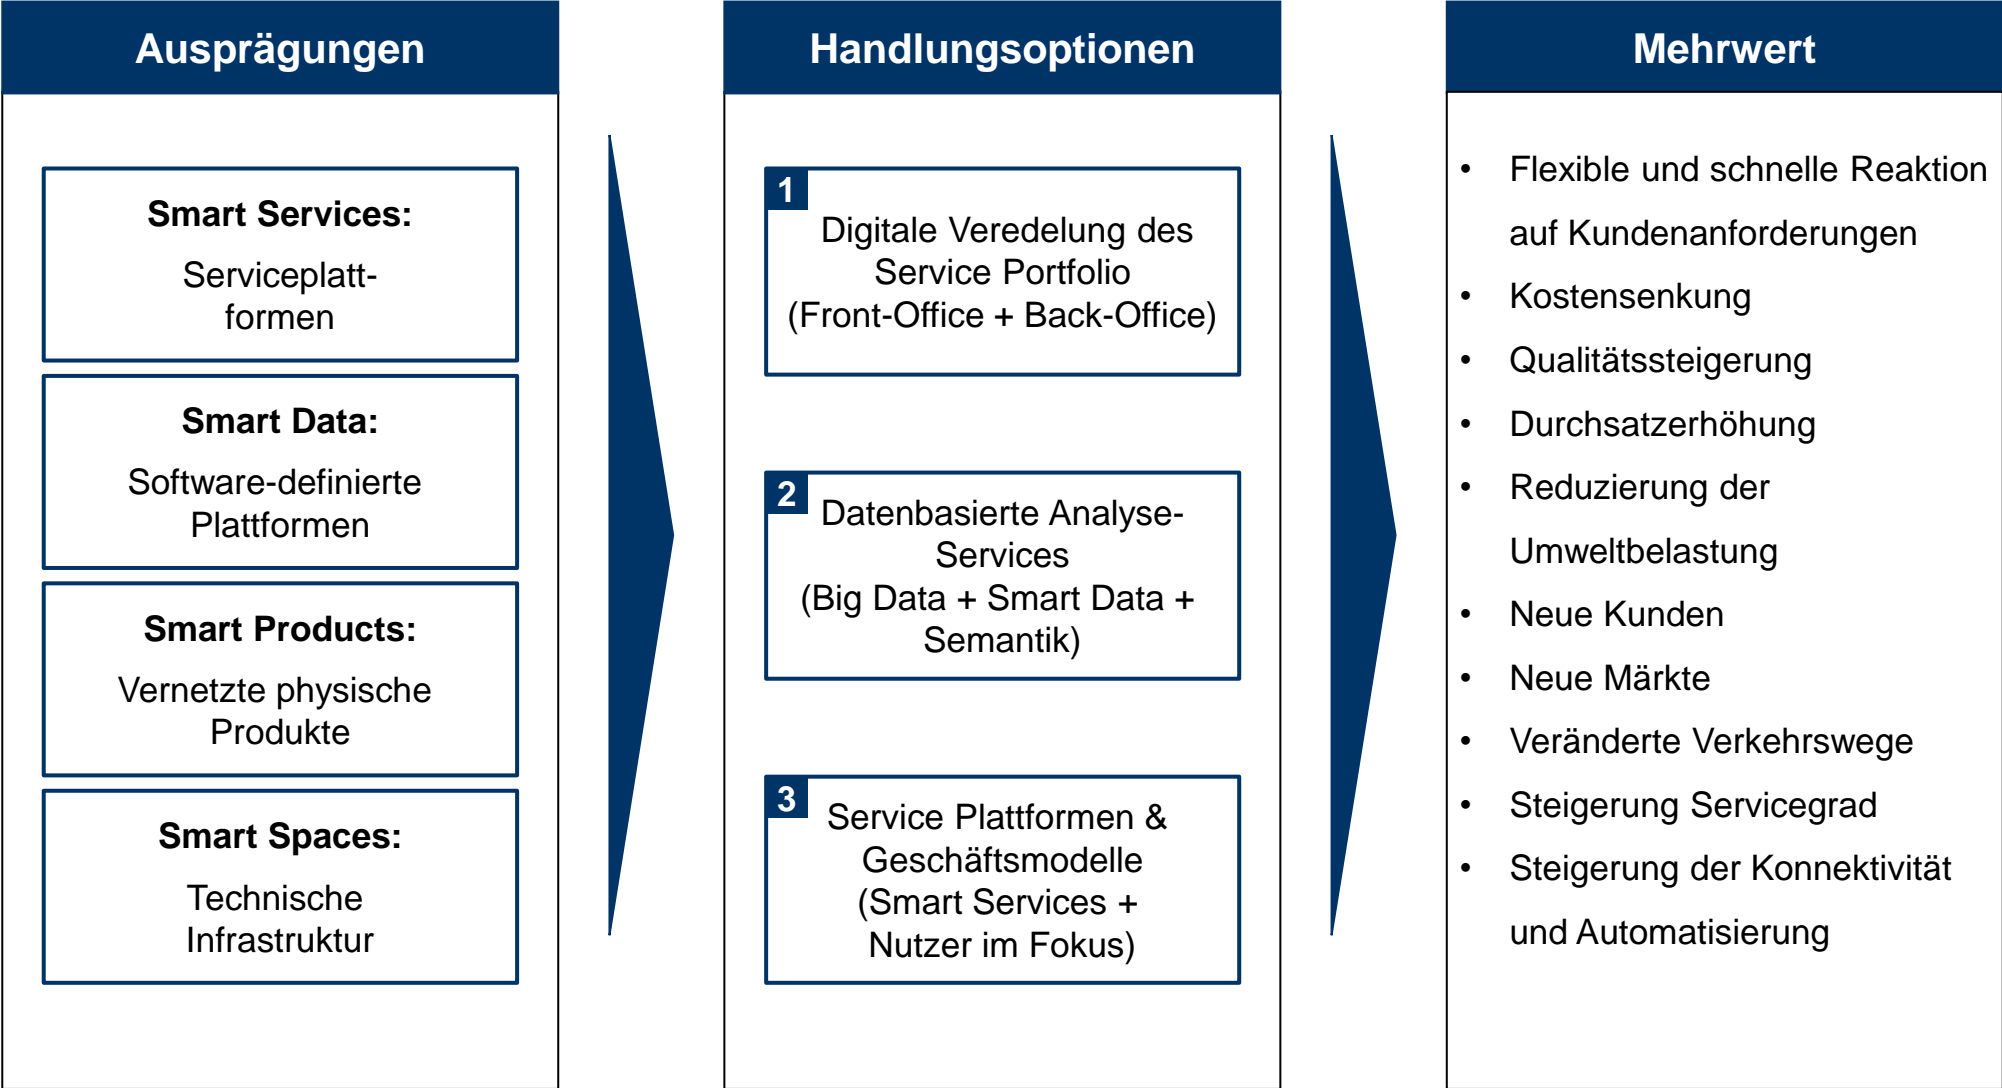 Ausprägungen
Smart Services:
Serviceplatt-
formen
Smart Data:
Software-definierte
Plattformen
Smart Products:
Vernetzte physische
Produkte
Smart Spaces:
Technische
Infrastruktur
Handlungsoptionen
1
Digitale Veredelung des
Service Portfolio
(Front-Office + Back-Office)
2
Datenbasierte Analyse-
Services
(Big Data + Smart Data +
Semantik)
3
Service Plattformen &
Geschäftsmodelle
(Smart Services +
Nutzer im Fokus)
Mehrwert
• Flexible und schnelle Reaktion
auf Kundenanforderungen
• Kostensenkung
• Qualitätssteigerung
• Durchsatzerhöhung
• Reduzierung der
Umweltbelastung
• Neue Kunden
• Neue Märkte
• Veränderte Verkehrswege
• Steigerung Servicegrad
• Steigerung der Konnektivität
und Automatisierung